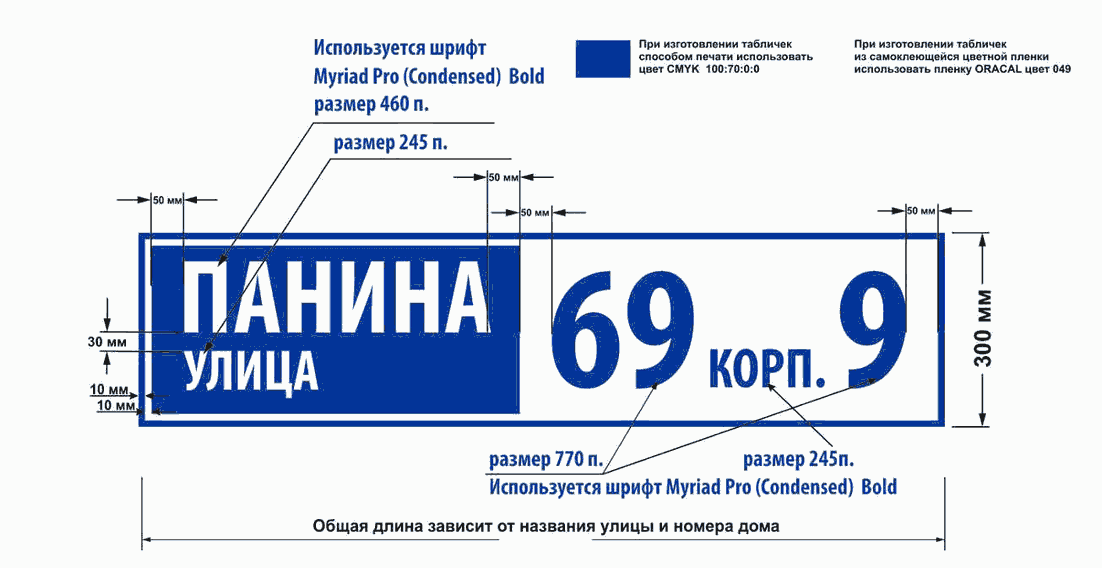 Используется шрифт
Myriad Pro (Condensed) Bold
размер 460 п.
размер 245 п.
При изготовлении табличек
способом печати использовать
цвет CMYK 100:70:0:0
При изготовлении табличек
из самоклеющейся цветной пленки
использовать пленку ORACAL цвет 049
50 мм
50 мм
50 мм
50 мм
ПАНИНА
УЛИЦА
69 КОРП. 9
30 мм
10 мм
10 мм
300 мм
размер 770 п.
размер 245п.
Используется шрифт Myriad Pro (Condensed) Bold
Общая длина зависит от названия улицы и номера дома